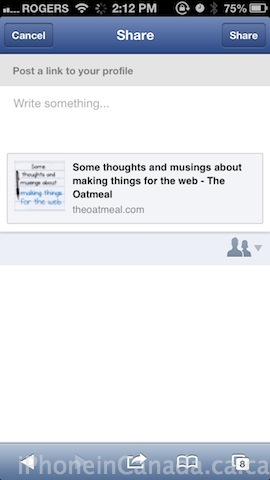 ROGERS 2:12 PM 75%
Cancel Share Share
Post a link to your profile
Write something...
Some thoughts and musings about
making things for the web - The
Oatmeal
theoatmeal.com
Some
thoughts and
musings about
making things
for the web
8
iPhoneinCanada.ca